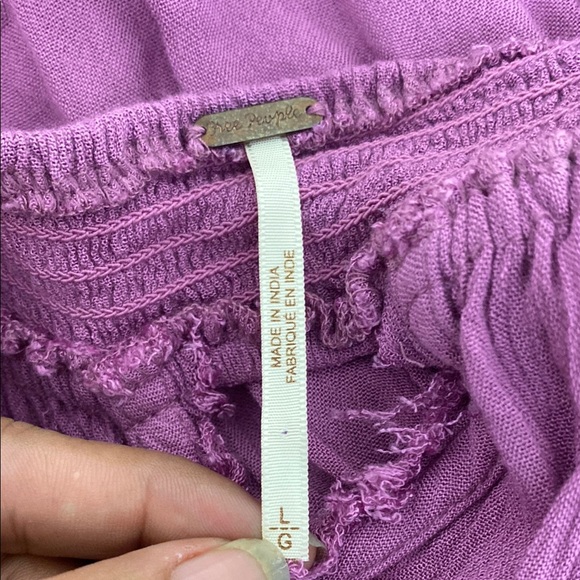 Free People
MADE IN INDIA
FABRIQUÉ EN INDE
L
G